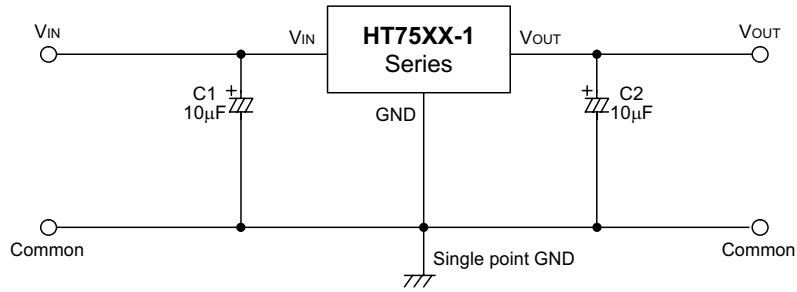 VIN
VIN
HT75XX-1
Series
VOUT
VOUT
C1
10μF
GND
C2
10μF
Common
Single point GND
Common